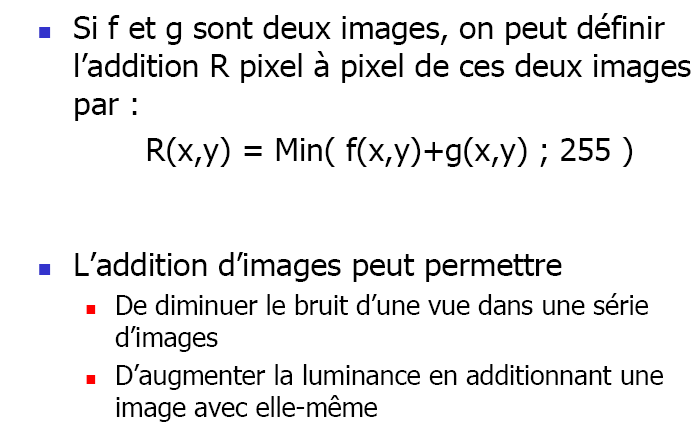 Si f et g sont deux images, on peut définir
l’addition R pixel à pixel de ces deux images
par :
R(x,y) = Min( f(x,y)+g(x,y) ; 255 )
L’addition d’images peut permettre
De diminuer le bruit d’une vue dans une série
d’images
D’augmenter la luminance en additionnant une
image avec elle-même